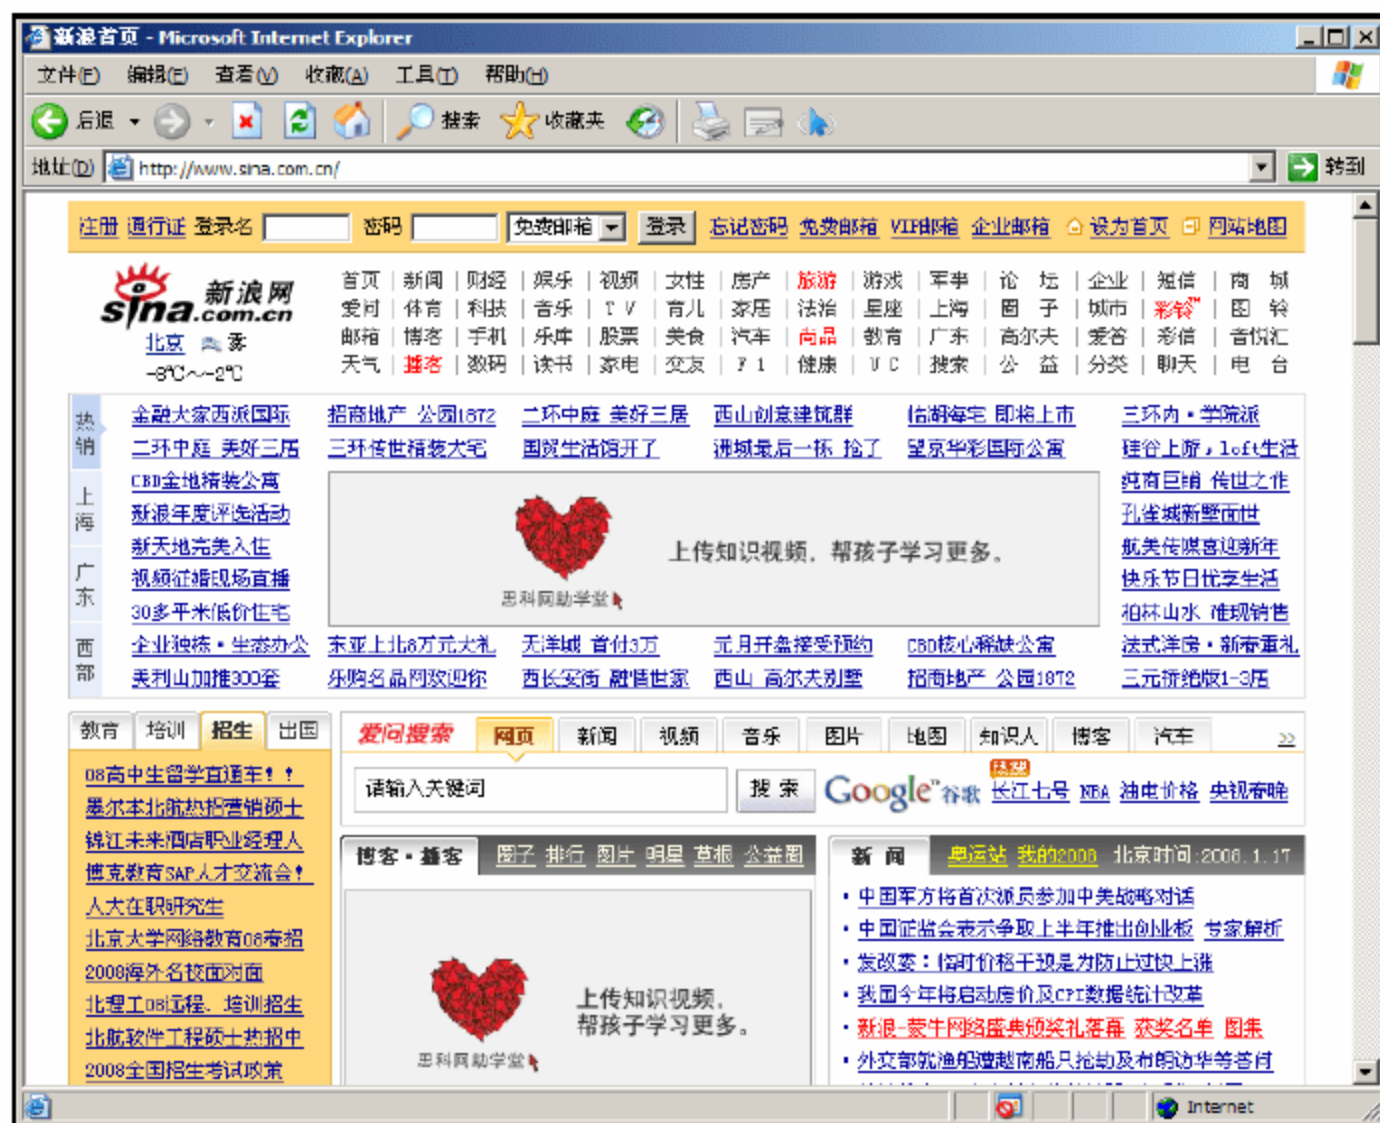 新浪首页 - Microsoft Internet Explorer
文件(F) 编辑(E) 查看(V) 收藏(A) 工具(T) 帮助(H)
后退 搜索 收藏夹
地址(D) http://www.sina.com.cn/ 转到
注册 通行证 登录名 密码 免费邮箱 登录 忘记密码 免费邮箱 VIP邮箱 企业邮箱 设为首页 网站地图
sina 新浪网 .com.cn
首页 | 新闻 | 财经 | 娱乐 | 视频 | 女性 | 房产 | 旅游 | 游戏 | 军事 | 论 坛 | 企业 | 短信 | 商 城
爱问 | 体育 | 科技 | 音乐 | T V | 育儿 | 家居 | 法治 | 星座 | 上海 | 圈 子 | 城市 | 彩铃™ | 图 铃
邮箱 | 博客 | 手机 | 乐库 | 股票 | 美食 | 汽车 | 尚品 | 教育 | 广东 | 高尔夫 | 爱答 | 彩信 | 音悦汇
天气 | 播客 | 数码 | 读书 | 家电 | 交友 | F 1 | 健康 | U C | 搜索 | 公 益 | 分类 | 聊天 | 电 台
北京 雾
-8℃～-2℃
热销
上海
广东
西部
金融大家西派国际 招商地产 公园1872 二环中庭 美好三居 西山创意建筑群 临湖每宅 即将上市 三环内·学院派
二环中庭 美好三居 三环传世精装大宅 国贸生活馆开了 沸城最后一栋 抢了 望京华彩国际公寓 硅谷上游,loft生活
CBD金地精装公寓 纯商巨铺 传世之作
新浪年度评选活动 孔雀城新墅面世
新天地完美入住 航美传媒喜迎新年
视频征婚现场直播 快乐节日优享生活
30多平米低价住宅 柏林山水 准现销售
上传知识视频，帮孩子学习更多。
思科网助学堂
企业独栋·生态办公 东亚上北8万元大礼 天洋城 首付3万 元月开盘接受预约 CBD核心稀缺公寓 法式洋房·新春重礼
美利山加推300套 乐购名品网欢迎你 西长安街 融信世家 西山 高尔夫别墅 招商地产 公园1872 三元桥绝版1-3居
教育 培训 招生 出国
08高中生留学直通车！！
墨尔本北航热招营销硕士
锦江未来酒店职业经理人
博克教育SAP人才交流会！
人大在职研究生
北京大学网络教育08春招
2008海外名校面对面
北理工08远程、培训招生
北航软件工程硕士热招中
2008全国招生考试政策
爱问搜索 网页 新闻 视频 音乐 图片 地图 知识人 博客 汽车 >>
请输入关键词 搜 索 Google™谷歌 热搜 长江七号 NBA 油电价格 央视春晚
博客·播客 圈子 排行 图片 明星 草根 公益圈
上传知识视频，
帮孩子学习更多。
思科网助学堂
新 闻 奥运站 我的2008 北京时间:2008.1.17
· 中国军方将首次派员参加中美战略对话
· 中国证监会表示争取上半年推出创业板 专家解析
· 发改委：临时价格干预是为防止过快上涨
· 我国今年将启动房价及CPI数据统计改革
· 新浪-蒙牛网络盛典颁奖礼落幕 获奖名单 图集
· 外交部就渔船遭越南船只抢劫及布朗访华等答问
Internet